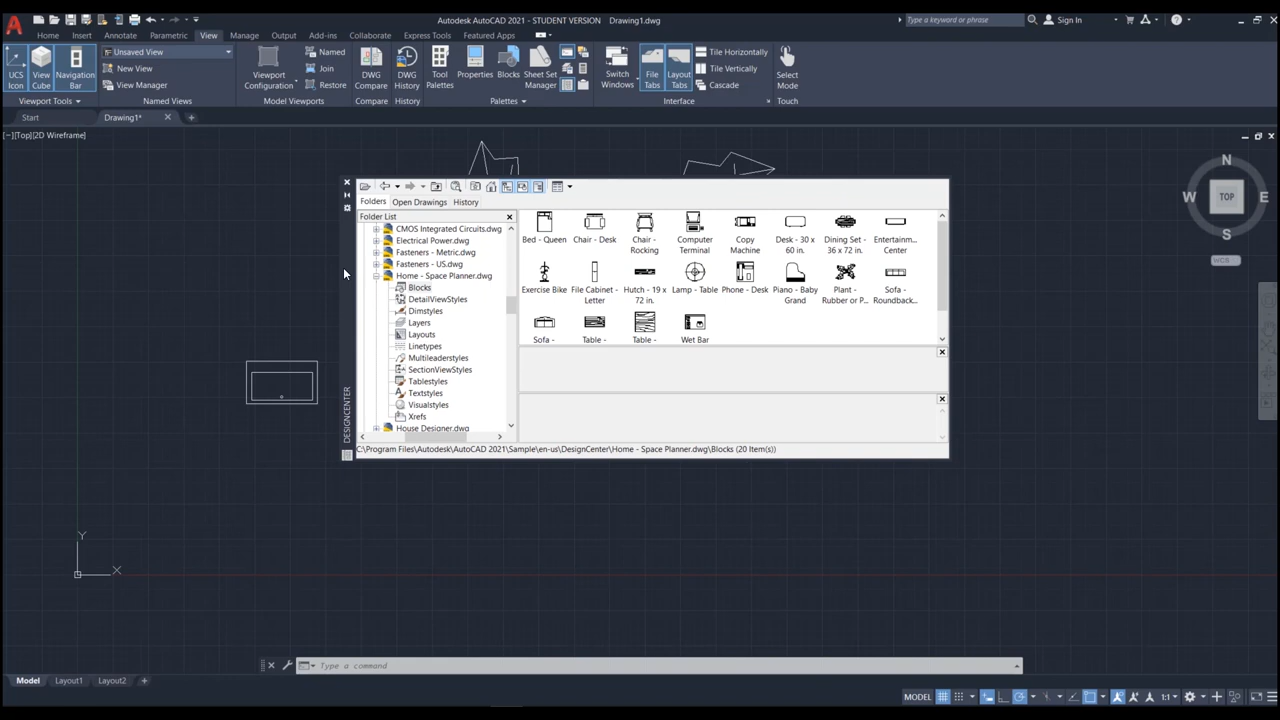 Autodesk AutoCAD 2021 - STUDENT VERSION Drawing1.dwg
Type a keyword or phrase
Sign In
Home Insert Annotate Parametric View Manage Output Add-ins Collaborate Express Tools Featured Apps
UCS Icon
View Cube
Navigation Bar
Viewport Tools
Unsaved View
New View
View Manager
Named Views
Viewport Configuration
Named
Join
Restore
Model Viewports
DWG Compare
Compare
DWG History
History
Tool Palettes
Properties
Blocks
Sheet Set Manager
Palettes
Switch Windows
File Tabs
Layout Tabs
Tile Horizontally
Tile Vertically
Cascade
Interface
Select Mode
Touch
Start
Drawing1*
[−][Top][2D Wireframe]
N
W
TOP
E
S
WCS
Folders
Open Drawings
History
Folder List
CMOS Integrated Circuits.dwg
Electrical Power.dwg
Fasteners - Metric.dwg
Fasteners - US.dwg
Home - Space Planner.dwg
Blocks
DetailViewStyles
Dimstyles
Layers
Layouts
Linetypes
Multileaderstyles
SectionViewStyles
Tablestyles
Textstyles
Visualstyles
Xrefs
House Designer.dwg
DESIGNCENTER
Bed - Queen
Chair - Desk
Chair - Rocking
Computer Terminal
Copy Machine
Desk - 30 x 60 in.
Dining Set - 36 x 72 in.
Entertainm... Center
Exercise Bike
File Cabinet - Letter
Hutch - 19 x 72 in.
Lamp - Table
Phone - Desk
Piano - Baby Grand
Plant - Rubber or P...
Sofa - Roundback...
Sofa -
Table -
Table -
Wet Bar
C:\Program Files\Autodesk\AutoCAD 2021\Sample\en-us\DesignCenter\Home - Space Planner.dwg\Blocks (20 Item(s))
Y
X
Type a command
Model
Layout1
Layout2
MODEL
1:1